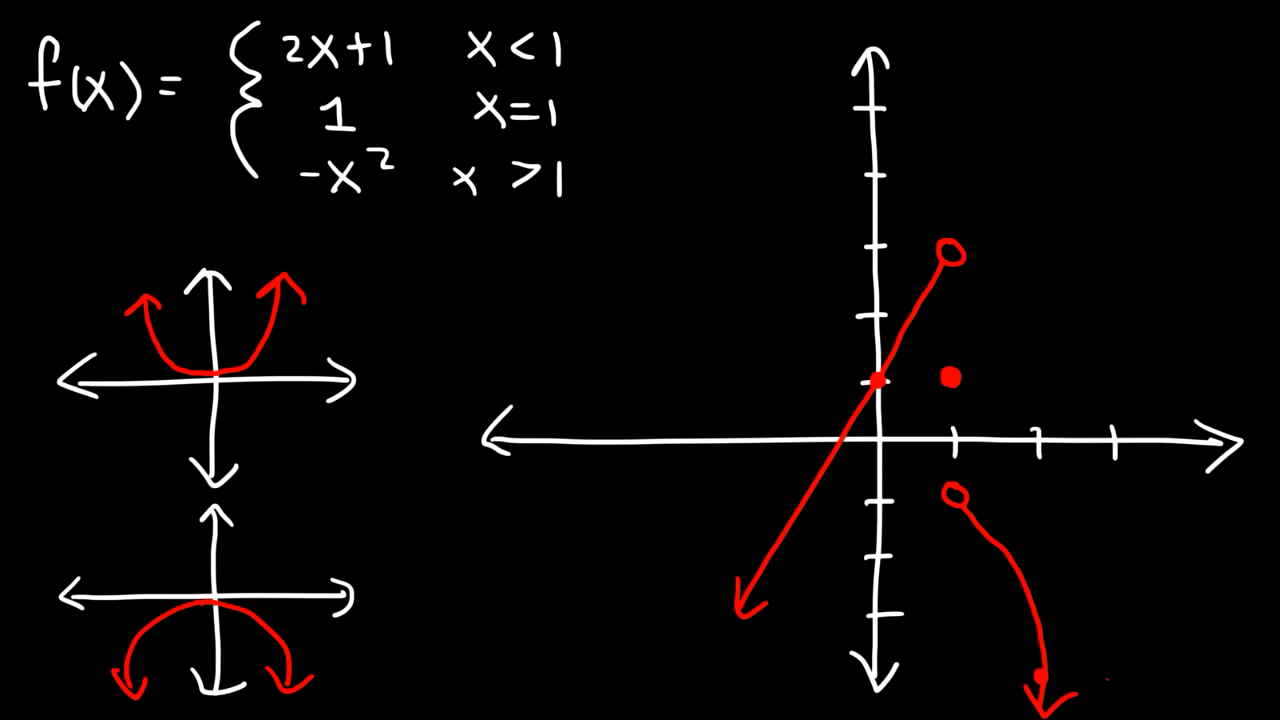 f(x) = { 2x+1 x < 1
1 x=1
-x² x >1